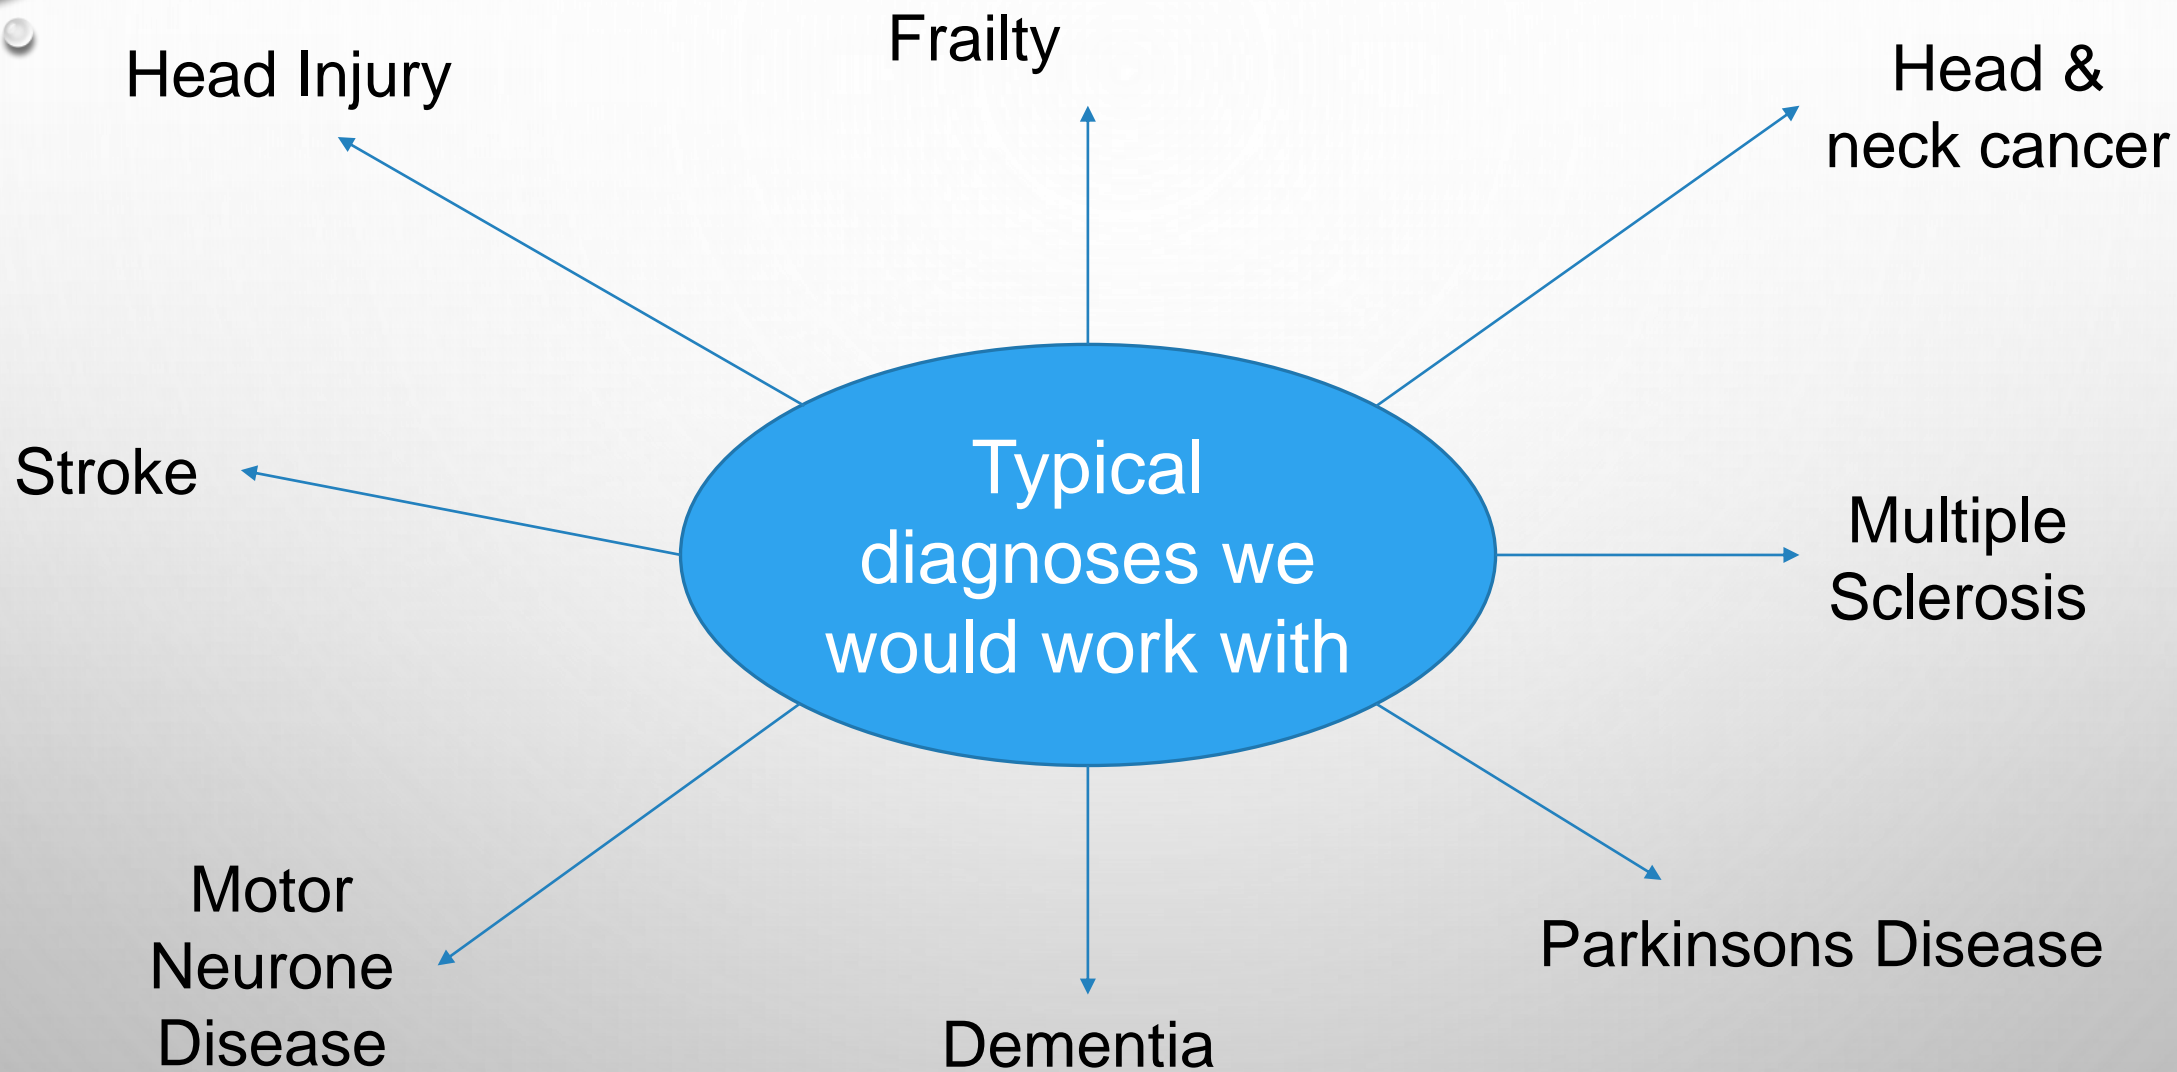 Frailty
Head Injury
Head &
neck cancer
Stroke
Typical
diagnoses we
would work with
Multiple
Sclerosis
Motor
Neurone
Disease
Parkinsons Disease
Dementia